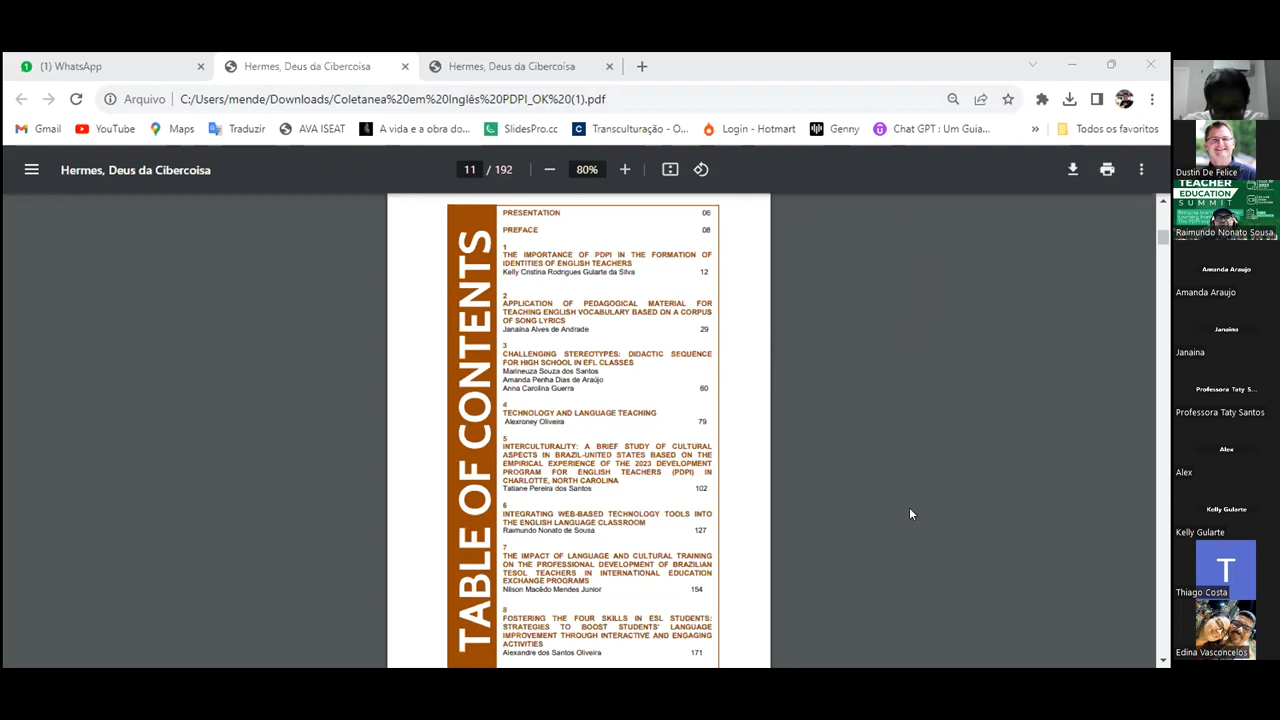 (1) WhatsApp
Hermes, Deus da Cibercoisa
Hermes, Deus da Cibercoisa
Arquivo
C:/Users/mende/Downloads/Coletanea%20em%20Inglês%20PDPI_OK%20(1).pdf
Gmail
YouTube
Maps
Traduzir
AVA ISEAT
A vida e a obra do...
SlidesPro.cc
Transculturação - O...
Login - Hotmart
Genny
Chat GPT : Um Guia...
»
Todos os favoritos
Hermes, Deus da Cibercoisa
11 / 192
80%
TABLE OF CONTENTS
PRESENTATION 06
PREFACE 08
1
THE IMPORTANCE OF PDPI IN THE FORMATION OF
IDENTITIES OF ENGLISH TEACHERS
Kelly Cristina Rodrigues Gularte da Silva 12
2
APPLICATION OF PEDAGOGICAL MATERIAL FOR
TEACHING ENGLISH VOCABULARY BASED ON A CORPUS
OF SONG LYRICS
Janaína Alves de Andrade 29
3
CHALLENGING STEREOTYPES: DIDACTIC SEQUENCE
FOR HIGH SCHOOL IN EFL CLASSES
Marineuza Souza dos Santos
Amanda Penha Dias de Araújo
Anna Carolina Guerra 60
4
TECHNOLOGY AND LANGUAGE TEACHING
Alexroney Oliveira 79
5
INTERCULTURALITY: A BRIEF STUDY OF CULTURAL
ASPECTS IN BRAZIL-UNITED STATES BASED ON THE
EMPIRICAL EXPERIENCE OF THE 2023 DEVELOPMENT
PROGRAM FOR ENGLISH TEACHERS (PDPI) IN
CHARLOTTE, NORTH CAROLINA
Tatiane Pereira dos Santos 102
6
INTEGRATING WEB-BASED TECHNOLOGY TOOLS INTO
THE ENGLISH LANGUAGE CLASSROOM
Raimundo Nonato de Sousa 127
7
THE IMPACT OF LANGUAGE AND CULTURAL TRAINING
ON THE PROFESSIONAL DEVELOPMENT OF BRAZILIAN
TESOL TEACHERS IN INTERNATIONAL EDUCATION
EXCHANGE PROGRAMS
Nilson Macêdo Mendes Junior 154
8
FOSTERING THE FOUR SKILLS IN ESL STUDENTS:
STRATEGIES TO BOOST STUDENTS' LANGUAGE
IMPROVEMENT THROUGH INTERACTIVE AND ENGAGING
ACTIVITIES
Alexandre dos Santos Oliveira 171
Dustin De Felice
TEACHER
EDUCATION
SUMMIT
Raimundo Nonato Sousa
Amanda Araujo
Amanda Araujo
Janaina
Janaina
Professora Taty S...
Professora Taty Santos
Alex
Alex
Kelly Gularte
Kelly Gularte
T
Thiago Costa
Edina Vasconcelos